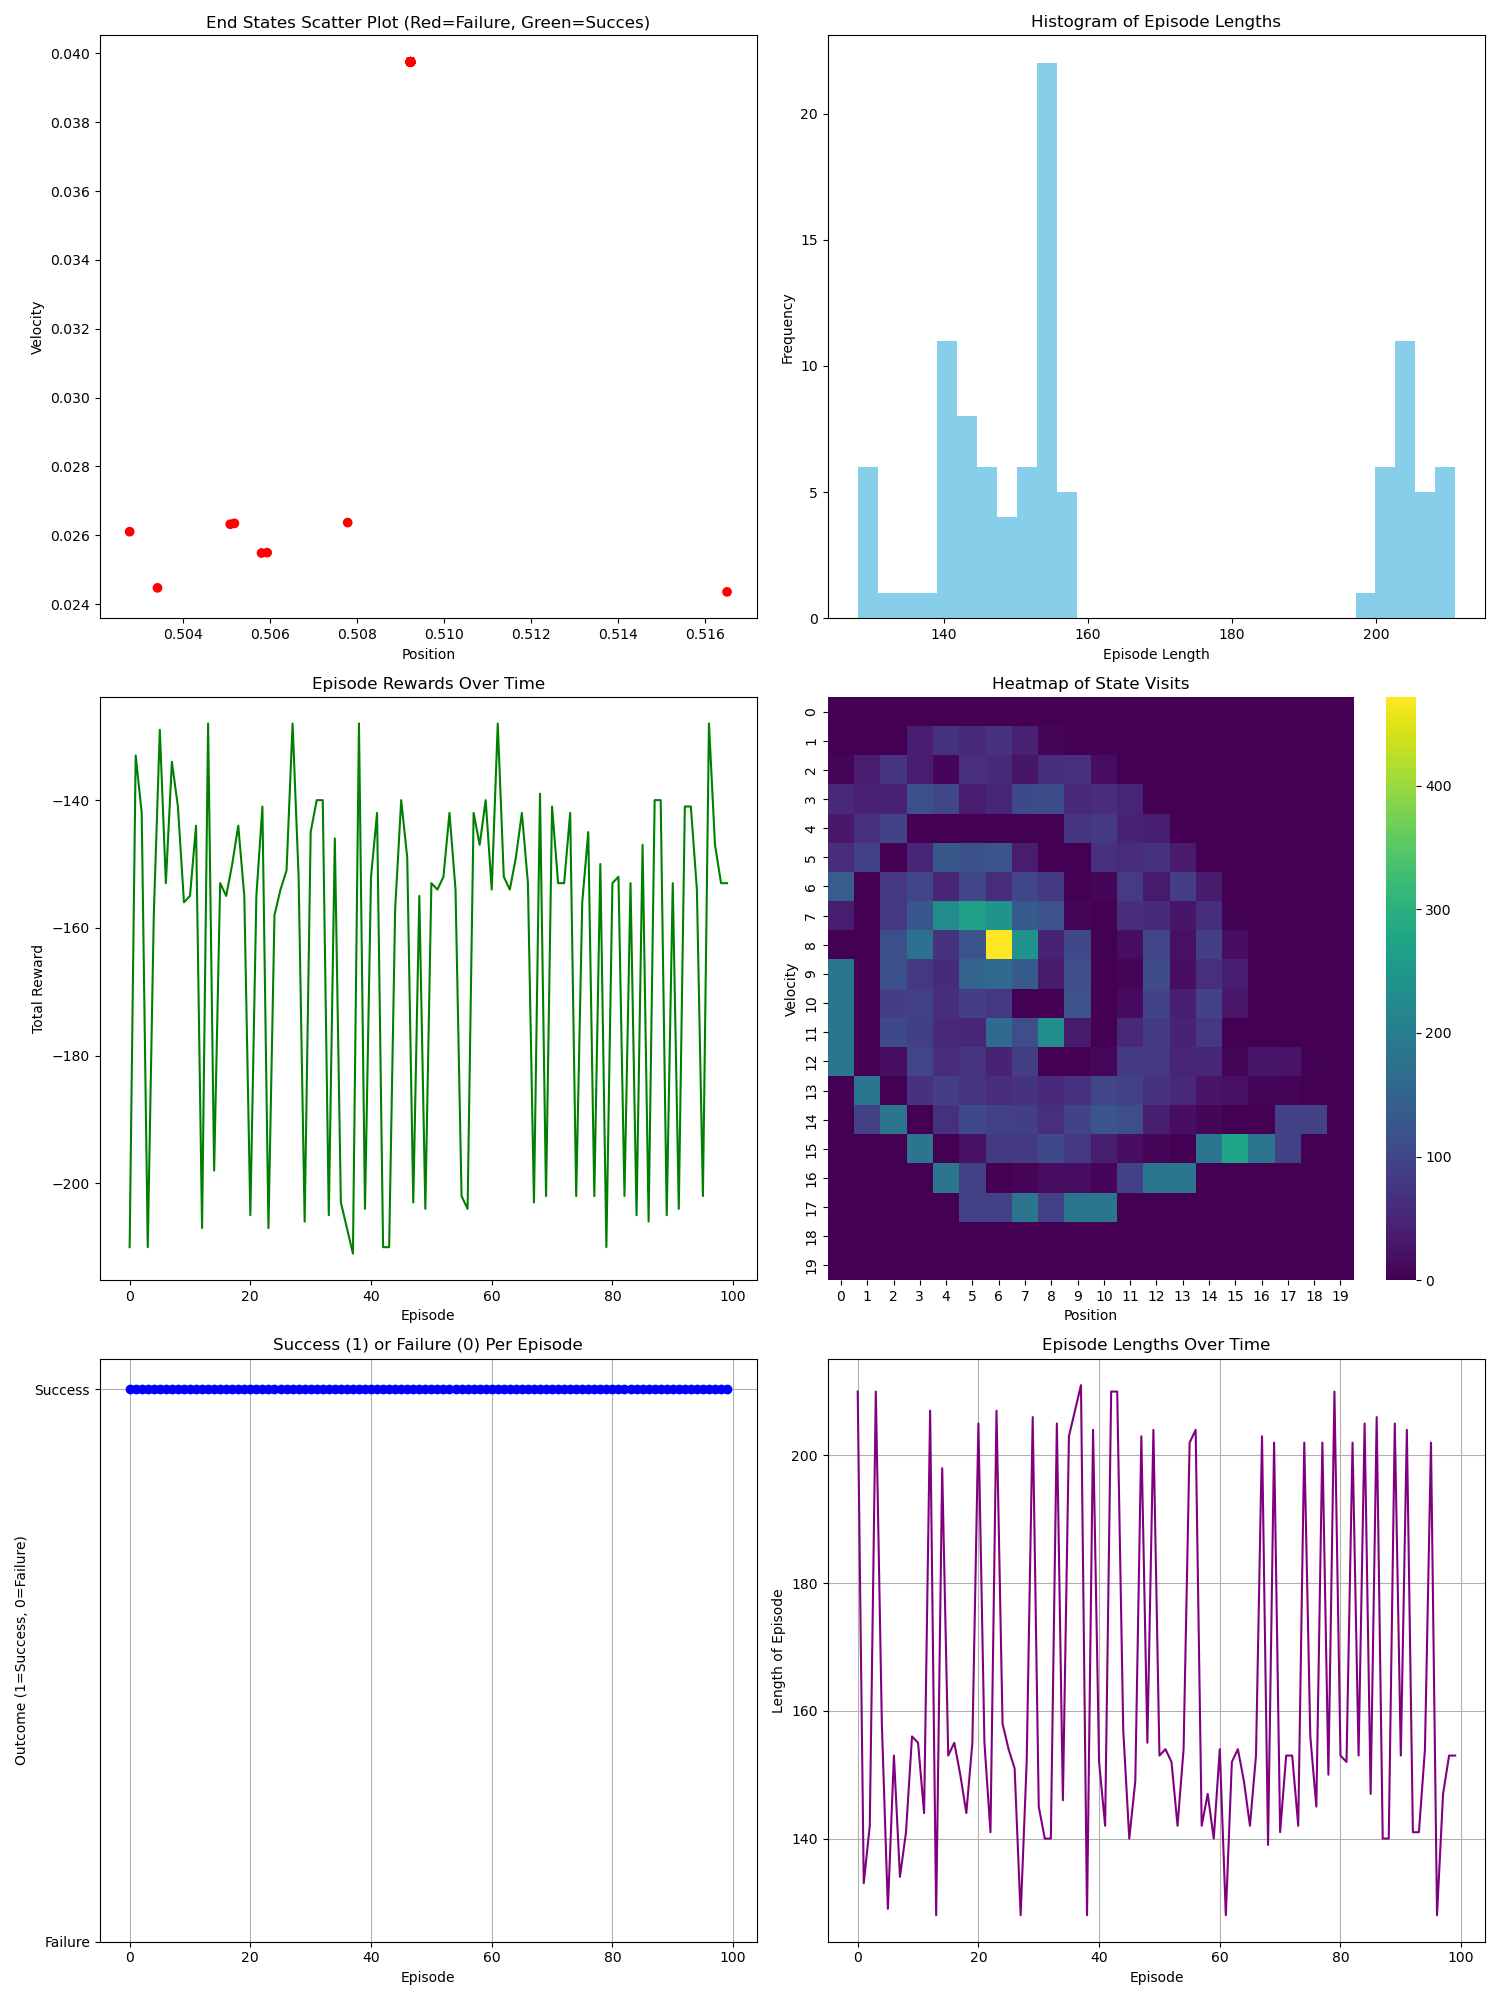 End States Scatter Plot (Red=Failure, Green=Succes)
0.040
0.038
0.036
0.034
0.032
0.030
0.028
0.026
0.024
Velocity
0.504 0.506 0.508 0.510 0.512 0.514 0.516
Position
Histogram of Episode Lengths
20
15
10
5
0
Frequency
140 160 180 200
Episode Length
Episode Rewards Over Time
−140
−160
−180
−200
Total Reward
0 20 40 60 80 100
Episode
Heatmap of State Visits
0
1
2
3
4
5
6
7
8
9
10
11
12
13
14
15
16
17
18
19
Velocity
0 1 2 3 4 5 6 7 8 9 10 11 12 13 14 15 16 17 18 19
Position
400
300
200
100
0
Success (1) or Failure (0) Per Episode
Success
Failure
Outcome (1=Success, 0=Failure)
0 20 40 60 80 100
Episode
Episode Lengths Over Time
200
180
160
140
Length of Episode
0 20 40 60 80 100
Episode